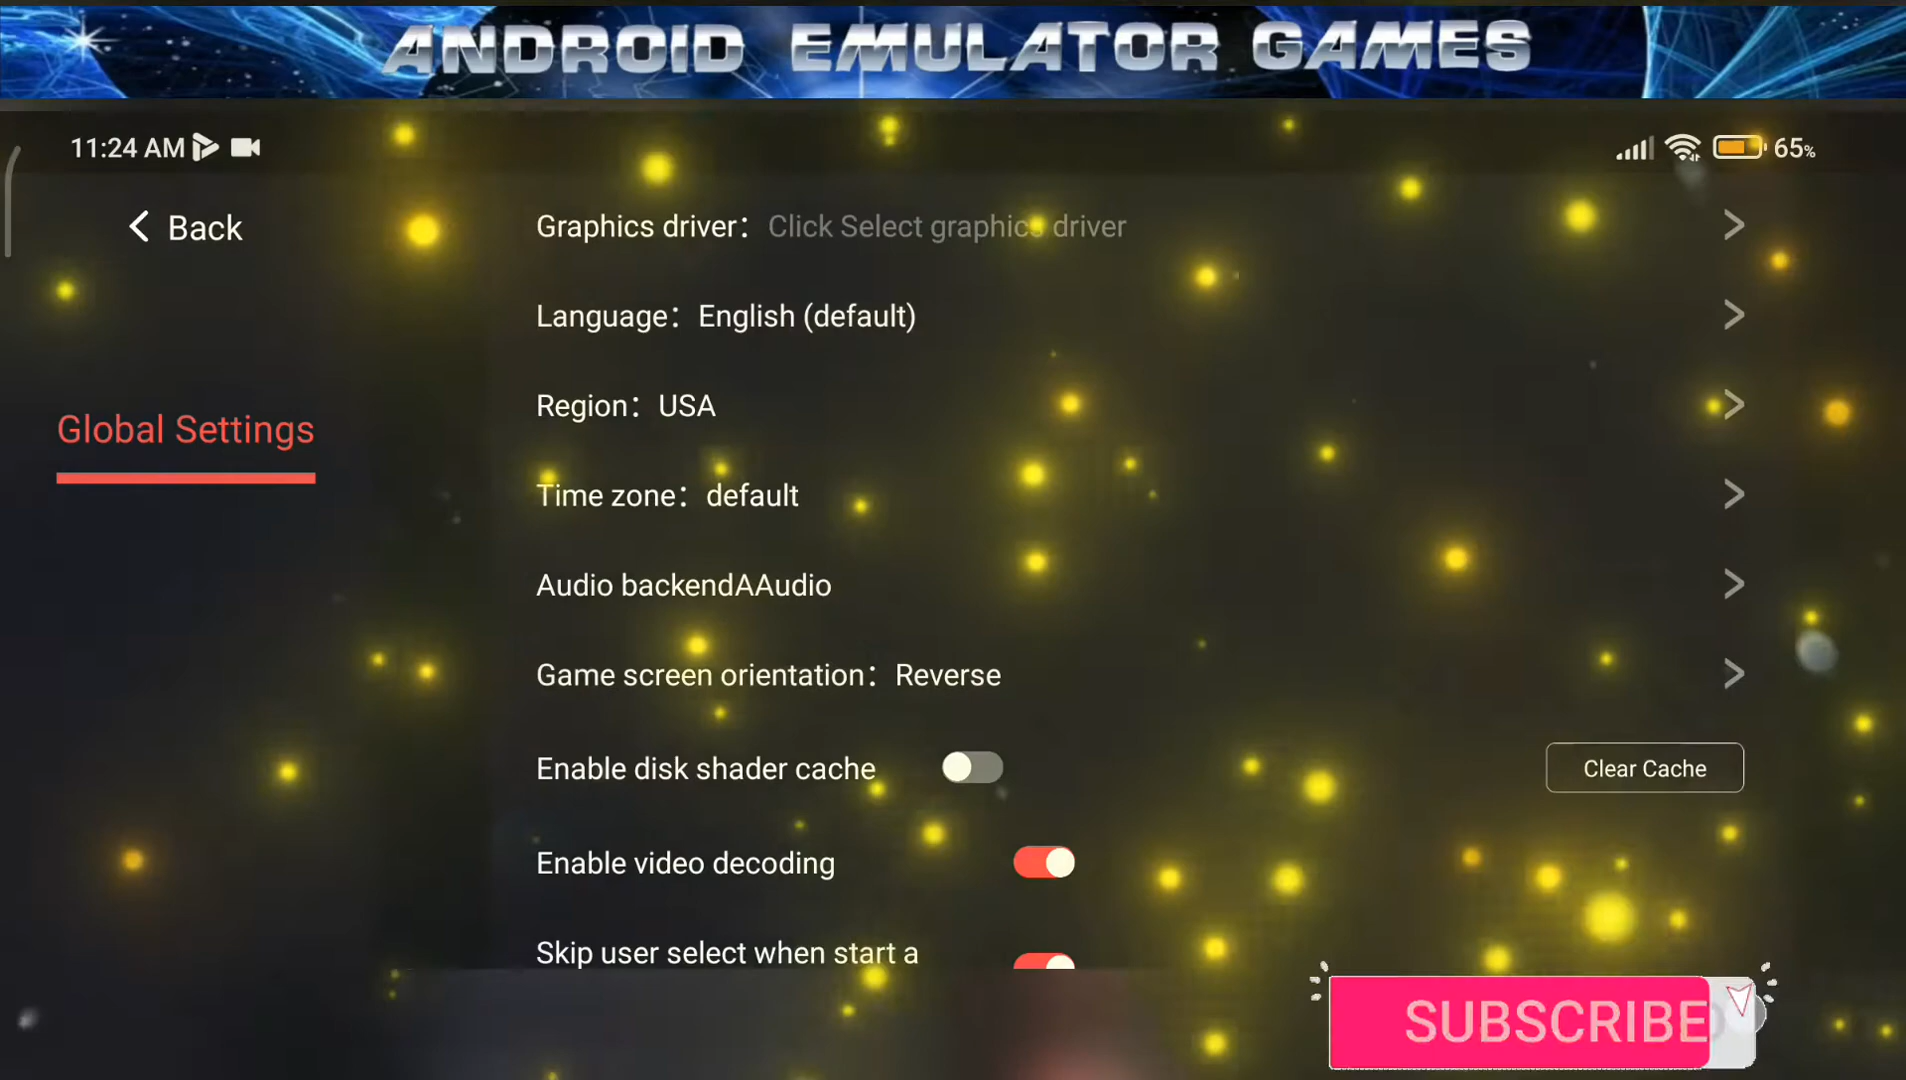 ANDROID EMULATOR GAMES
11:24 AM 65%
Back
Graphics driver: Click Select graphics driver
Language: English (default)
Global Settings
Region: USA
Time zone: default
Audio backendAAudio
Game screen orientation: Reverse
Enable disk shader cache Clear Cache
Enable video decoding
Skip user select when start a
SUBSCRIBE